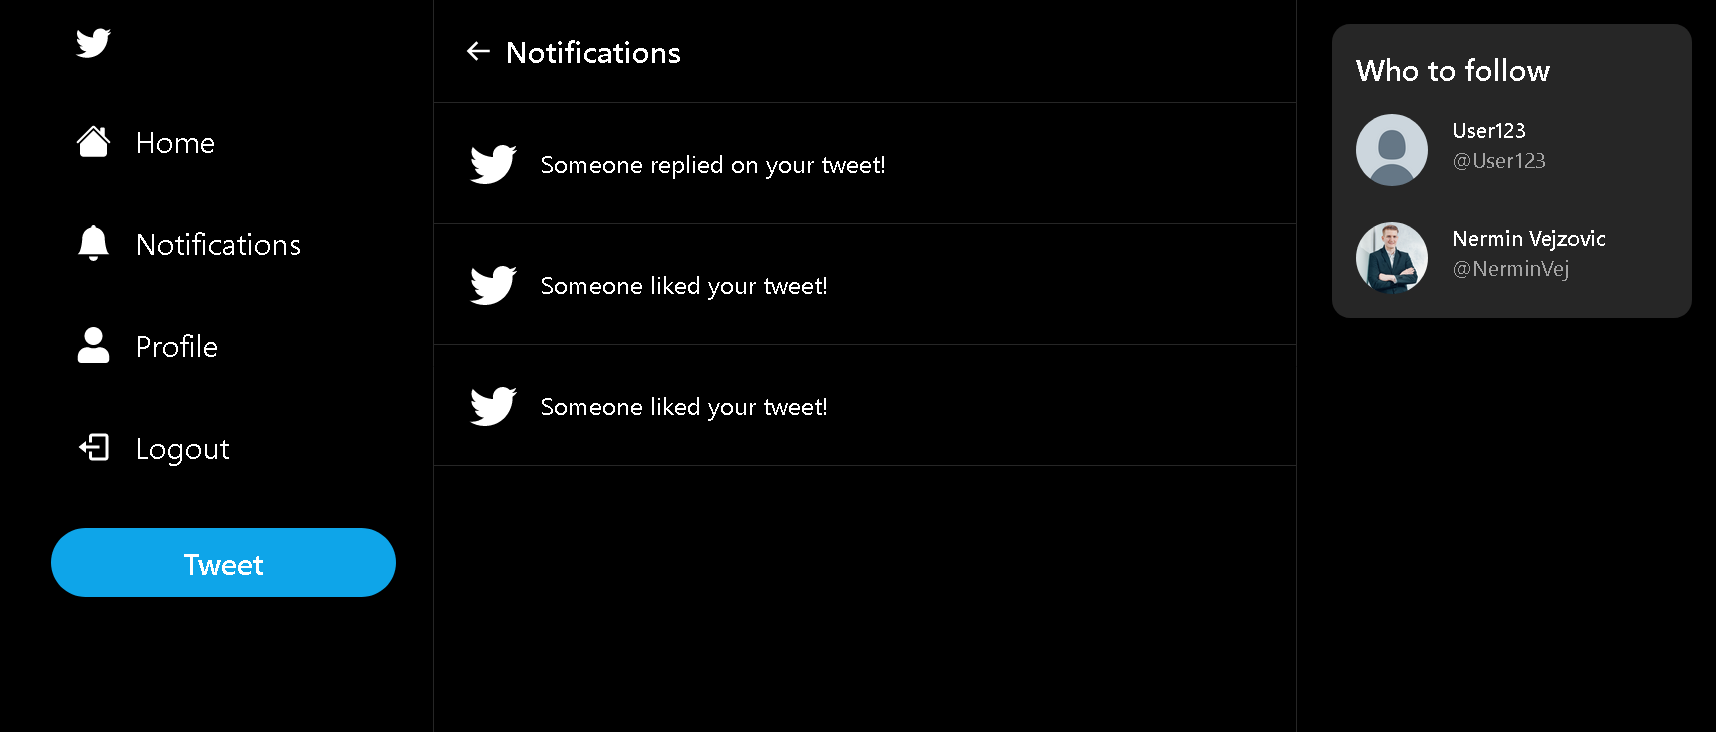 Home
Notifications
Profile
Logout
Tweet
Notifications
Someone replied on your tweet!
Someone liked your tweet!
Someone liked your tweet!
Who to follow
User123
@User123
Nermin Vejzovic
@NerminVej